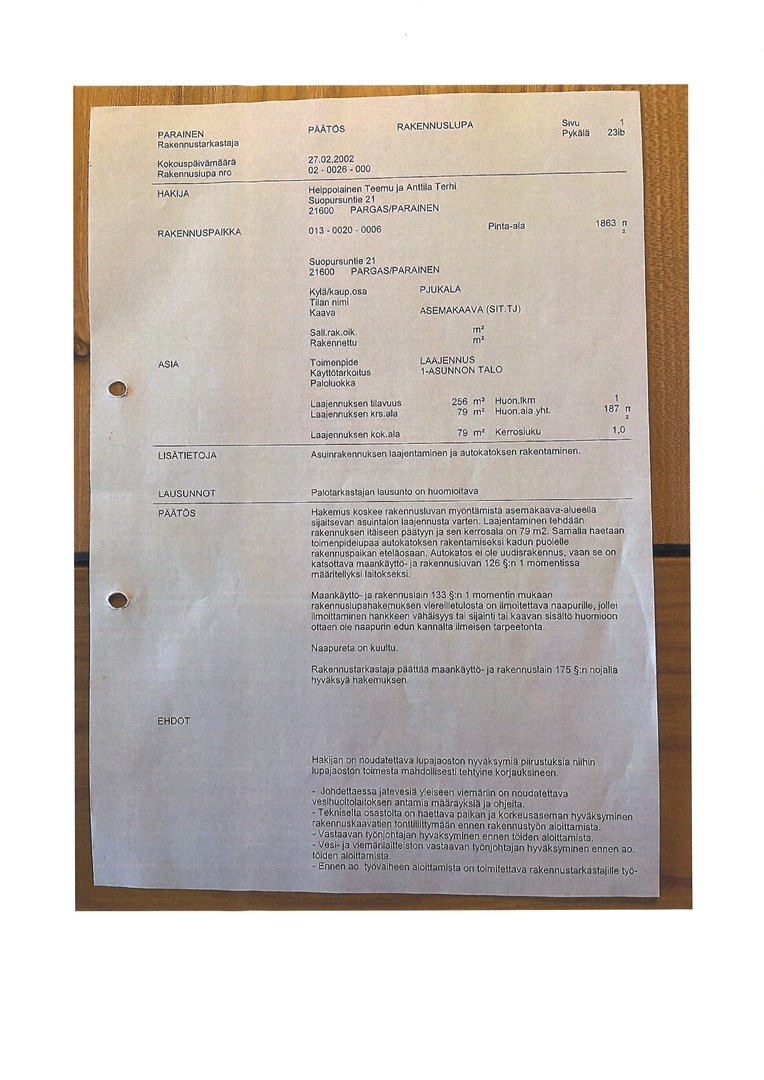 PARAINEN PÄÄTÖS RAKENNUSLUPA Sivu 1
Rakennustarkastaja Pykälä 23ib
Kokouspäivämäärä 27.02.2002
Rakennuslupa nro 02 - 0026 - 000
HAKIJA Helppolainen Teemu ja Anttila Terhi
Suopursuntie 21
21600 PARGAS/PARAINEN
RAKENNUSPAIKKA 013 - 0020 - 0006 Pinta-ala 1863 m
2
Suopursuntie 21
21600 PARGAS/PARAINEN
Kylä/kaup.osa PJUKALA
Tilan nimi
Kaava ASEMAKAAVA (SIT.TJ)
Sall.rak.oik. m²
Rakennettu m²
ASIA Toimenpide LAAJENNUS
Käyttötarkoitus 1-ASUNNON TALO
Paloluokka
Laajennuksen tilavuus 256 m³ Huon.lkm 1
Laajennuksen krs.ala 79 m² Huon.ala yht. 187 m
2
Laajennuksen kok.ala 79 m² Kerrosluku 1,0
LISÄTIETOJA Asuinrakennuksen laajentaminen ja autokatoksen rakentaminen.
LAUSUNNOT Palotarkastajan lausunto on huomioitava
PÄÄTÖS Hakemus koskee rakennusluvan myöntämistä asemakaava-alueella
sijaitsevan asuintalon laajennusta varten. Laajentaminen tehdään
rakennuksen itäiseen päätyyn ja sen kerrosala on 79 m2. Samalla haetaan
toimenpidelupaa autokatoksen rakentamiseksi kadun puolelle
rakennuspaikan eteläosaan. Autokatos ei ole uudisrakennus, vaan se on
katsottava maankäyttö- ja rakennusluvan 126 §:n 1 momentissa
määritellyksi laitokseksi.
Maankäyttö- ja rakennuslain 133 §:n 1 momentin mukaan
rakennuslupahakemuksen vireilletulosta on ilmoitettava naapurille, jollei
ilmoittaminen hankkeen vähäisyys tai sijainti tai kaavan sisältö huomioon
ottaen ole naapurin edun kannalta ilmeisen tarpeetonta.
Naapureta on kuultu.
Rakennustarkastaja päättää maankäyttö- ja rakennuslain 175 §:n nojalla
hyväksyä hakemuksen.
EHDOT
Hakijan on noudatettava lupajaoston hyväksymiä piirustuksia niihin
lupajaoston toimesta mahdollisesti tehtyine korjauksineen.
- Johdettaessa jätevesiä yleiseen viemäriin on noudatettava
vesihuoltolaitoksen antamia määräyksiä ja ohjeita.
- Tekniseltä osastolta on haettava paikan ja korkeusaseman hyväksyminen
rakennuskaavatien tonttiliittymään ennen rakennustyön aloittamista.
- Vastaavan työnjohtajan hyväksyminen ennen töiden aloittamista.
- Vesi- ja viemärilaitteiston vastaavan työnjohtajan hyväksyminen ennen ao.
töiden aloittamista.
- Ennen ao. työvaiheen aloittamista on toimitettava rakennustarkastajille työ-